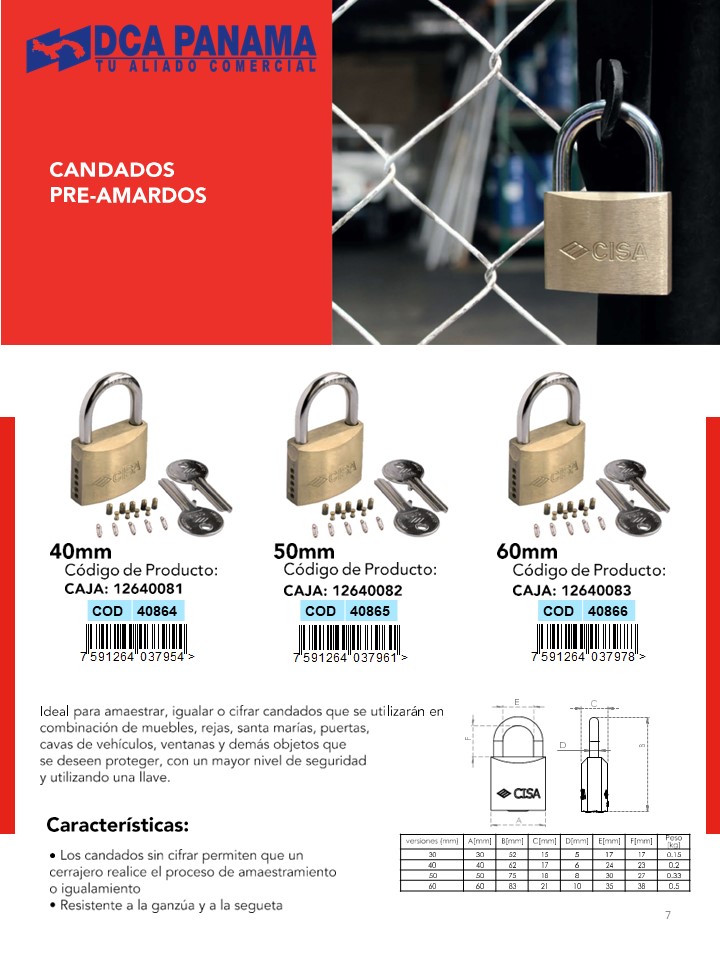 DCA PANAMA
TU ALIADO COMERCIAL
CANDADOS
PRE-AMARDOS
CISA
CISA
CISA
CISA
40mm
Código de Producto:
CAJA: 12640081
COD 40864
7 591264 037954 >
50mm
Código de Producto:
CAJA: 12640082
COD 40865
7 591264 037961 >
60mm
Código de Producto:
CAJA: 12640083
COD 40866
7 591264 037978 >
Ideal para amaestrar, igualar o cifrar candados que se utilizarán en
combinación de muebles, rejas, santa marías, puertas,
cavas de vehículos, ventanas y demás objetos que
se deseen proteger, con un mayor nivel de seguridad
y utilizando una llave.
E
C
F
D
B
CISA
A
Características:
• Los candados sin cifrar permiten que un
cerrajero realice el proceso de amaestramiento
o igualamiento
• Resistente a la ganzúa y a la segueta
versiones (mm) A[mm] B[mm] C[mm] D[mm] E[mm] F[mm] Peso [kg]
30 30 52 15 5 17 17 0.15
40 40 62 17 6 24 23 0.2
50 50 75 18 8 30 27 0.33
60 60 83 21 10 35 38 0.5
7